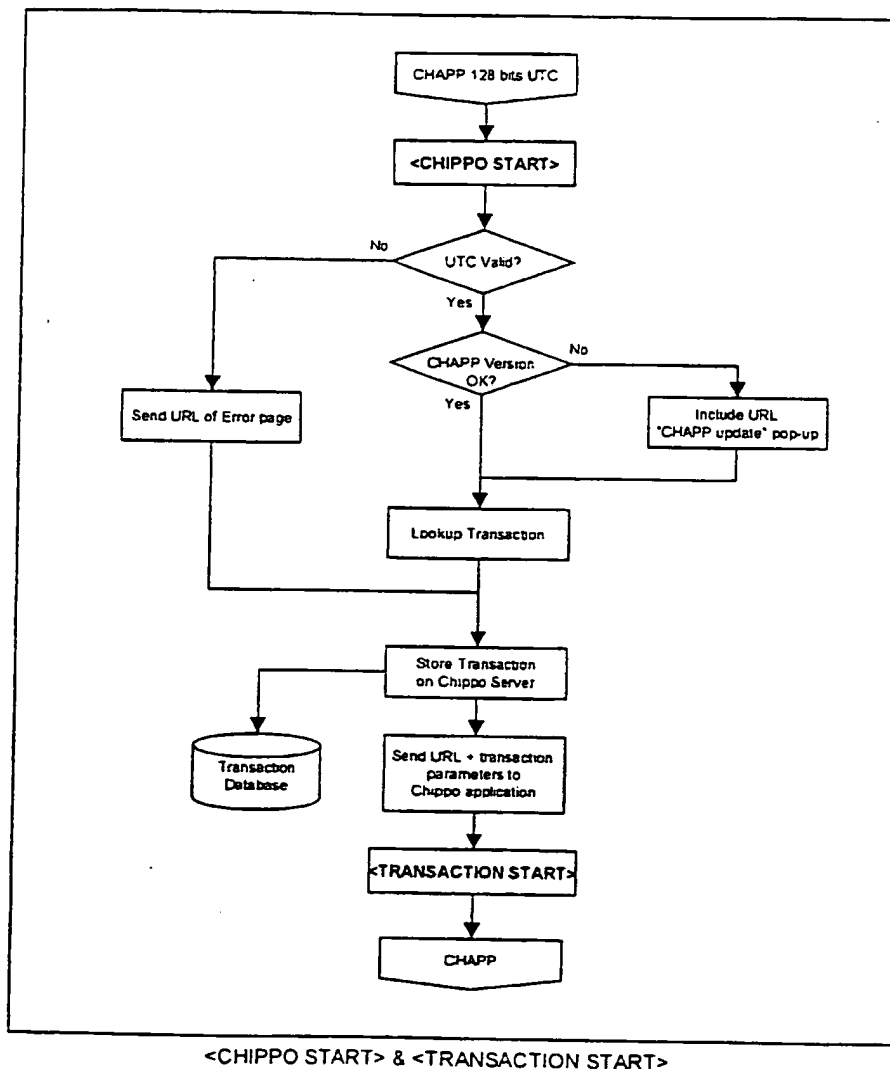 CHAPP 128 bits UTC
<CHIPPO START>
No
UTC Valid?
Yes
CHAPP Version
OK?
No
Yes
Send URL of Error page
Include URL
"CHAPP update" pop-up
Lookup Transaction
Store Transaction
on Chippo Server
Transaction
Database
Send URL + transaction
parameters to
Chippo application
<TRANSACTION START>
CHAPP
<CHIPPO START> & <TRANSACTION START>